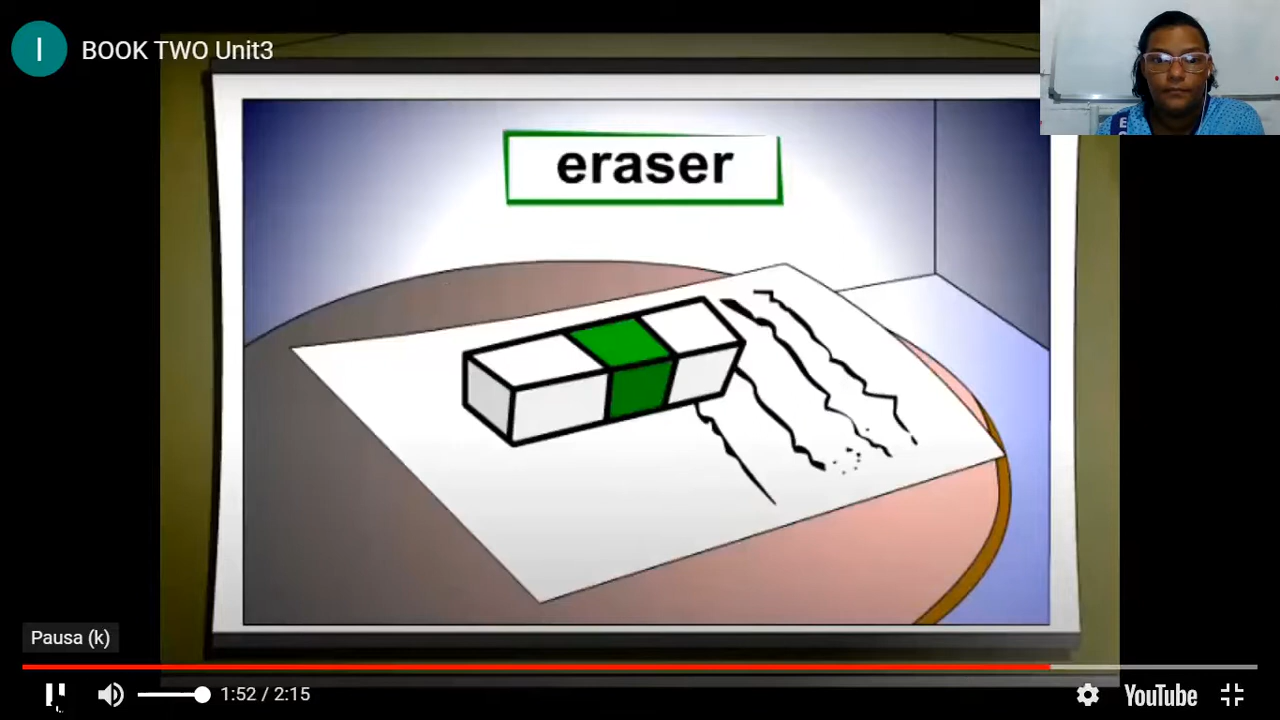 I
BOOK TWO Unit3
eraser
Pausa (k)
1:52 / 2:15
YouTube